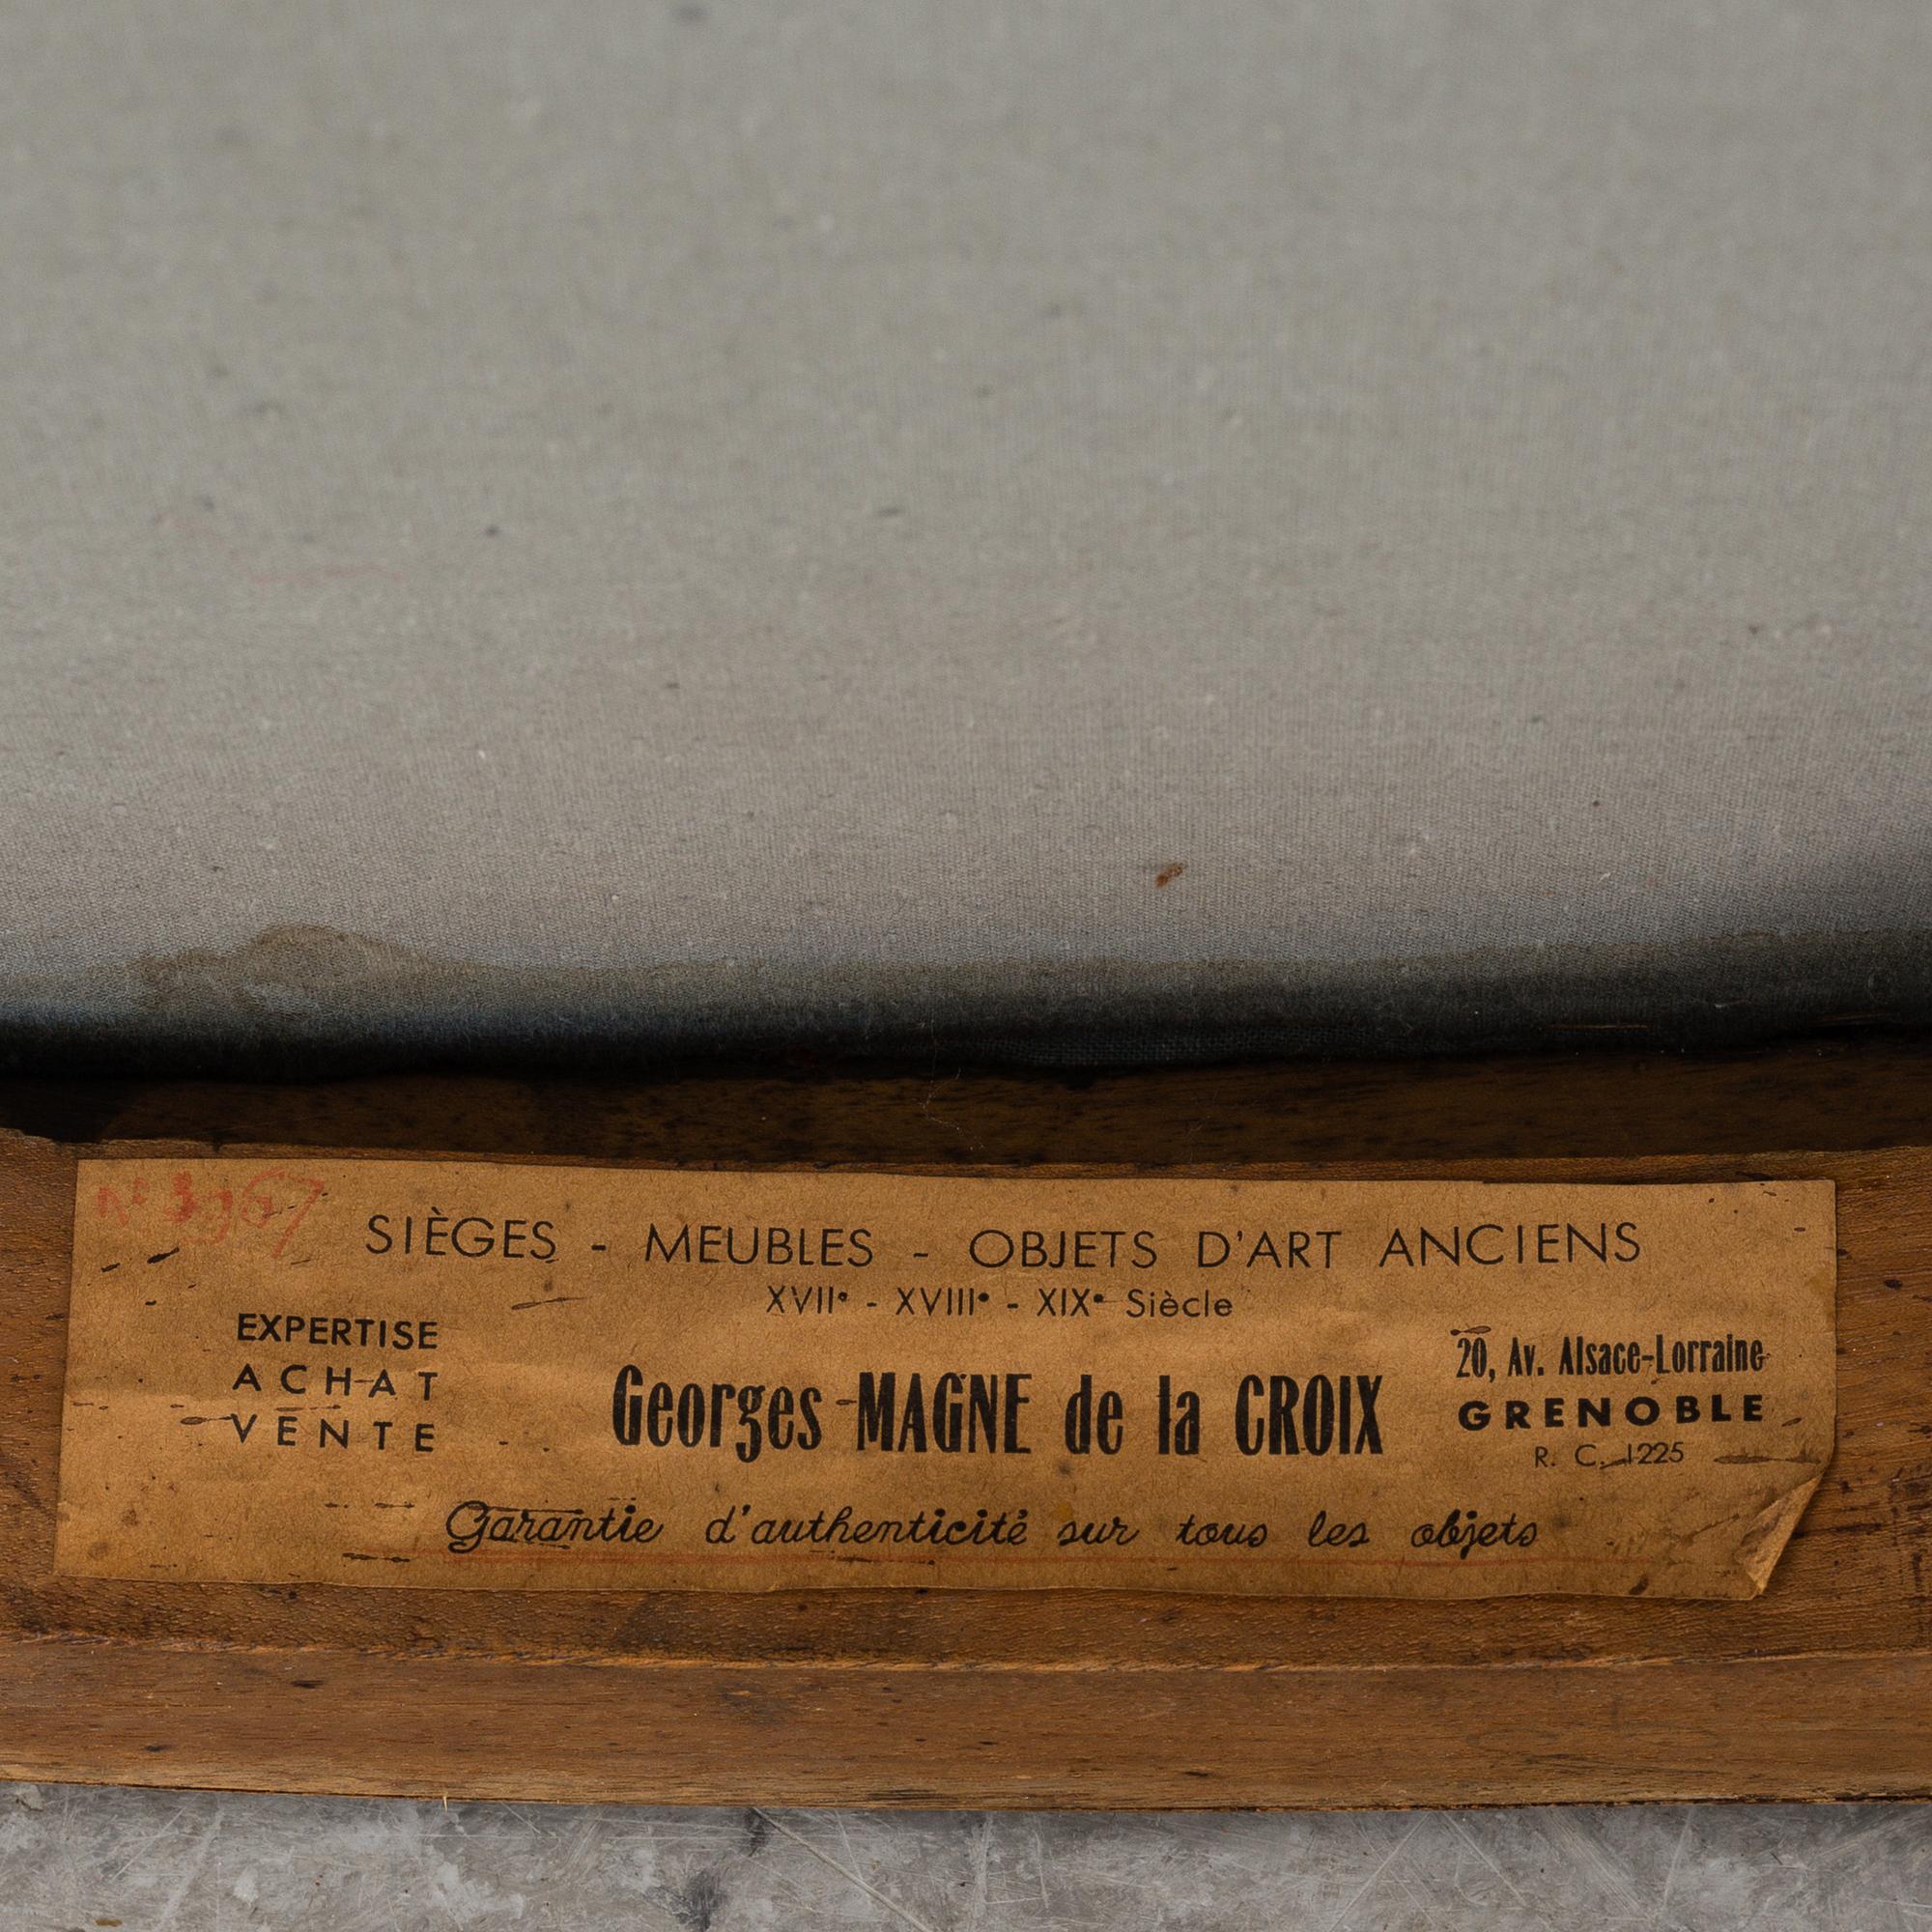 SIÈGES - MEUBLES - OBJETS D'ART ANCIENS
XVIIe - XVIIIe - XIXe Siècle
EXPERTISE
ACHAT
VENTE
Georges MAGNE de la CROIX
20, Av. Alsace-Lorraine
GRENOBLE
R. C. 1225
Garantie d'authenticité sur tous les objets